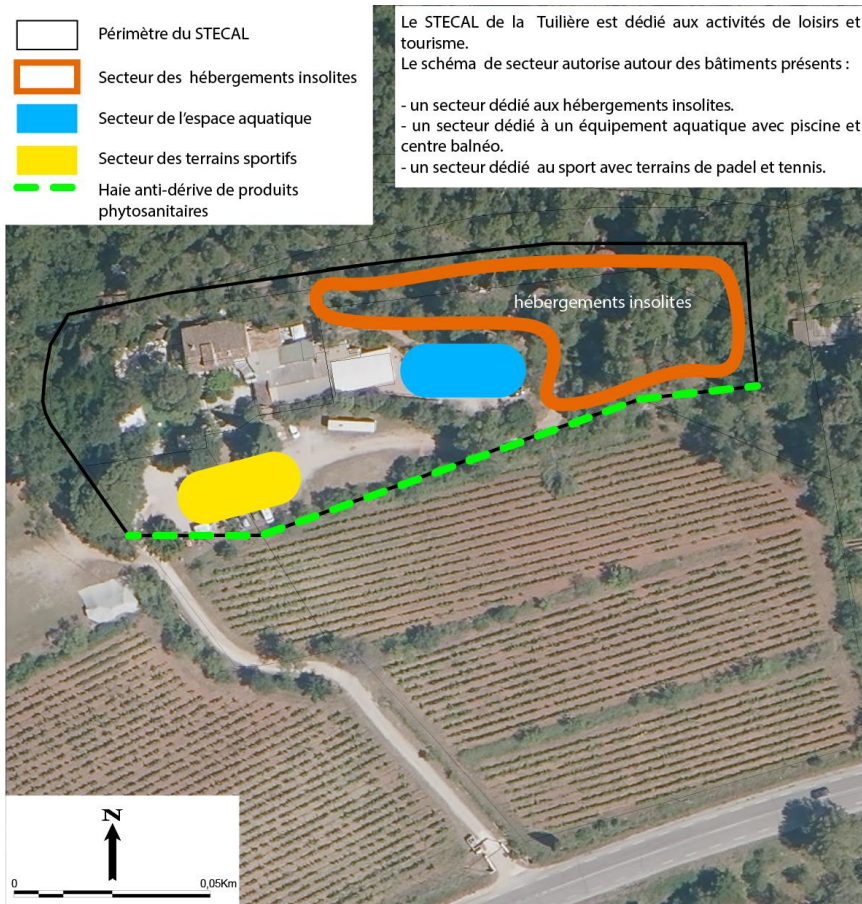 Périmètre du STECAL
Secteur des hébergements insolites
Secteur de l'espace aquatique
Secteur des terrains sportifs
Haie anti-dérive de produits
phytosanitaires
Le STECAL de la Tuilière est dédié aux activités de loisirs et
tourisme.
Le schéma de secteur autorise autour des bâtiments présents :
- un secteur dédié aux hébergements insolites.
- un secteur dédié à un équipement aquatique avec piscine et
centre balnéo.
- un secteur dédié au sport avec terrains de padel et tennis.
hébergements insolites
N
0
0,05Km